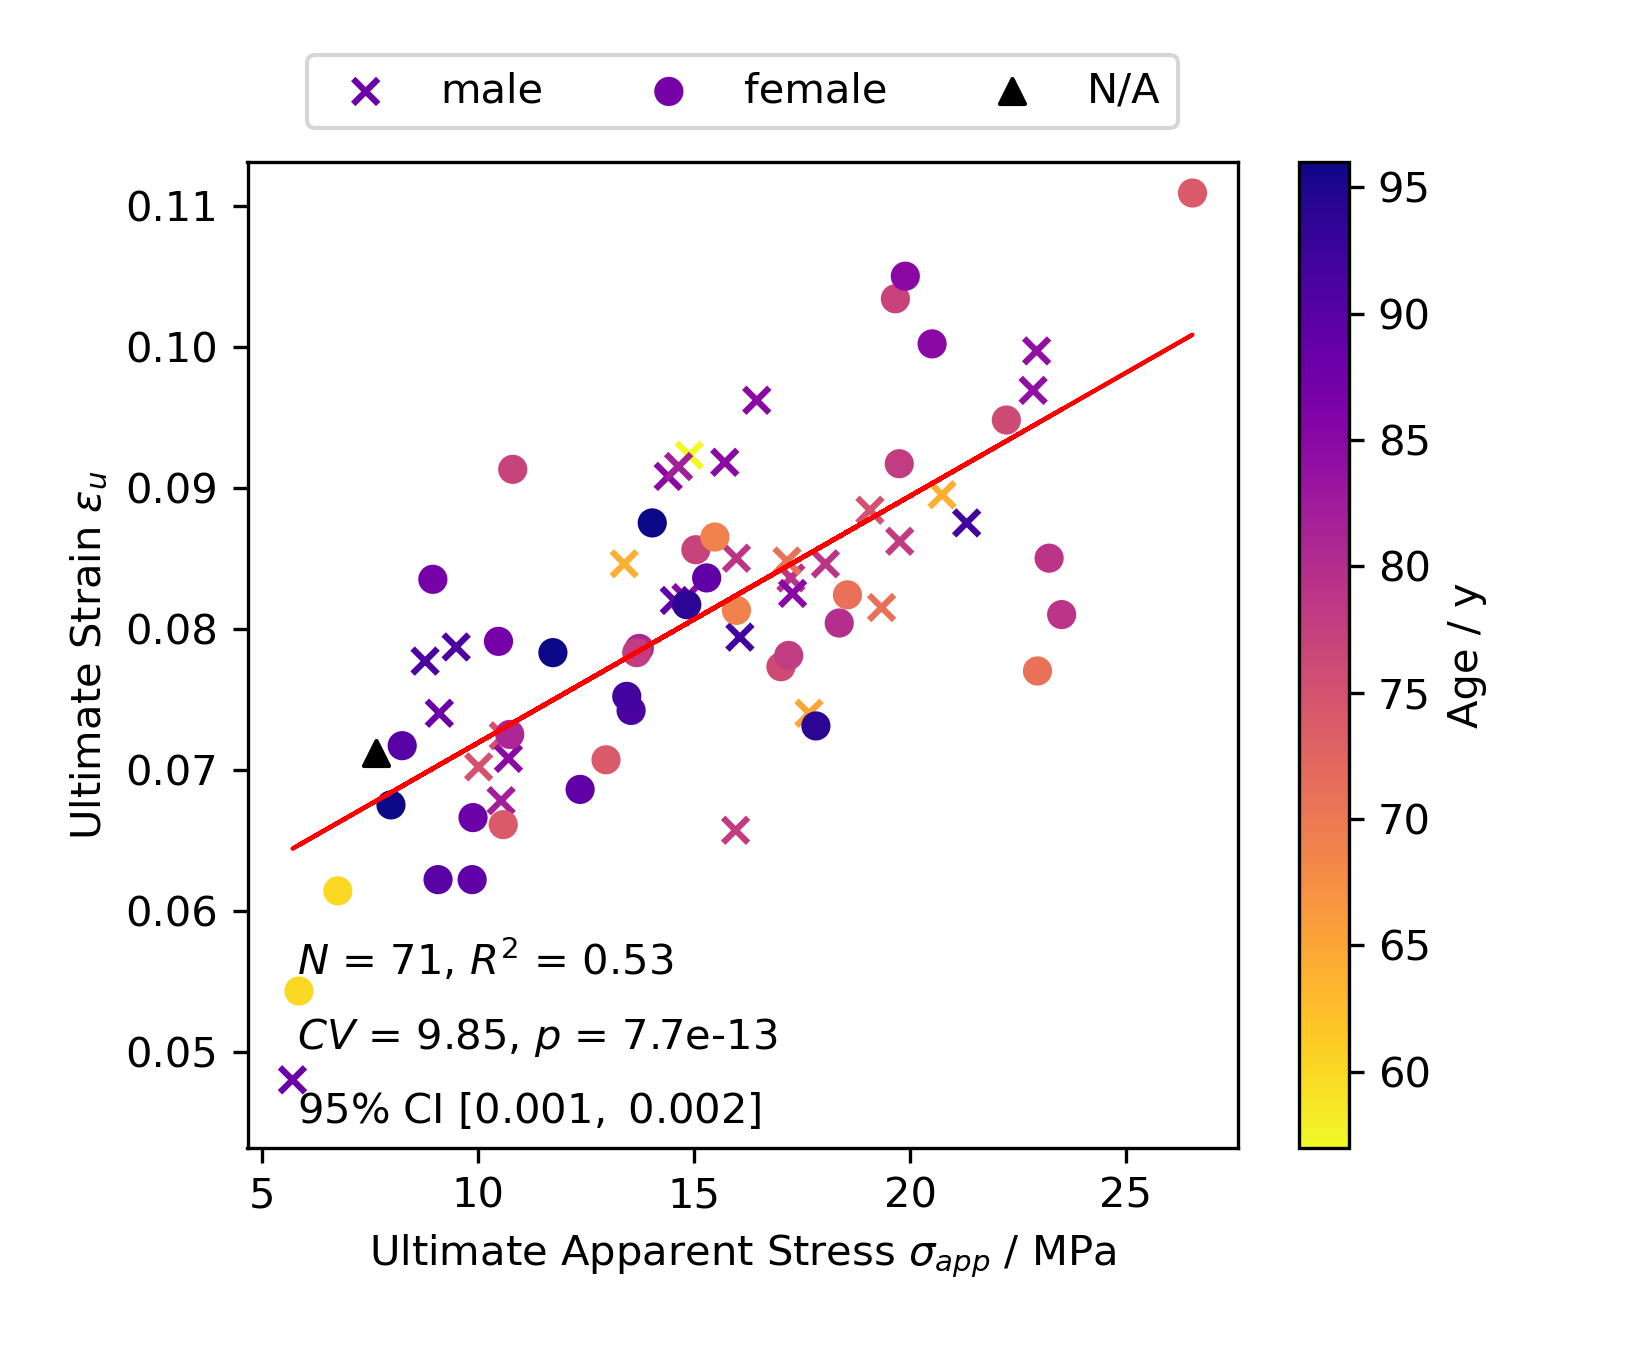 male female N/A
0.11
0.10
0.09
0.08
0.07
0.06
0.05
Ultimate Strain εu
N = 71, R² = 0.53
CV = 9.85, p = 7.7e-13
95% CI [0.001, 0.002]
5 10 15 20 25
Ultimate Apparent Stress σapp / MPa
95
90
85
80
75
70
65
60
Age / y